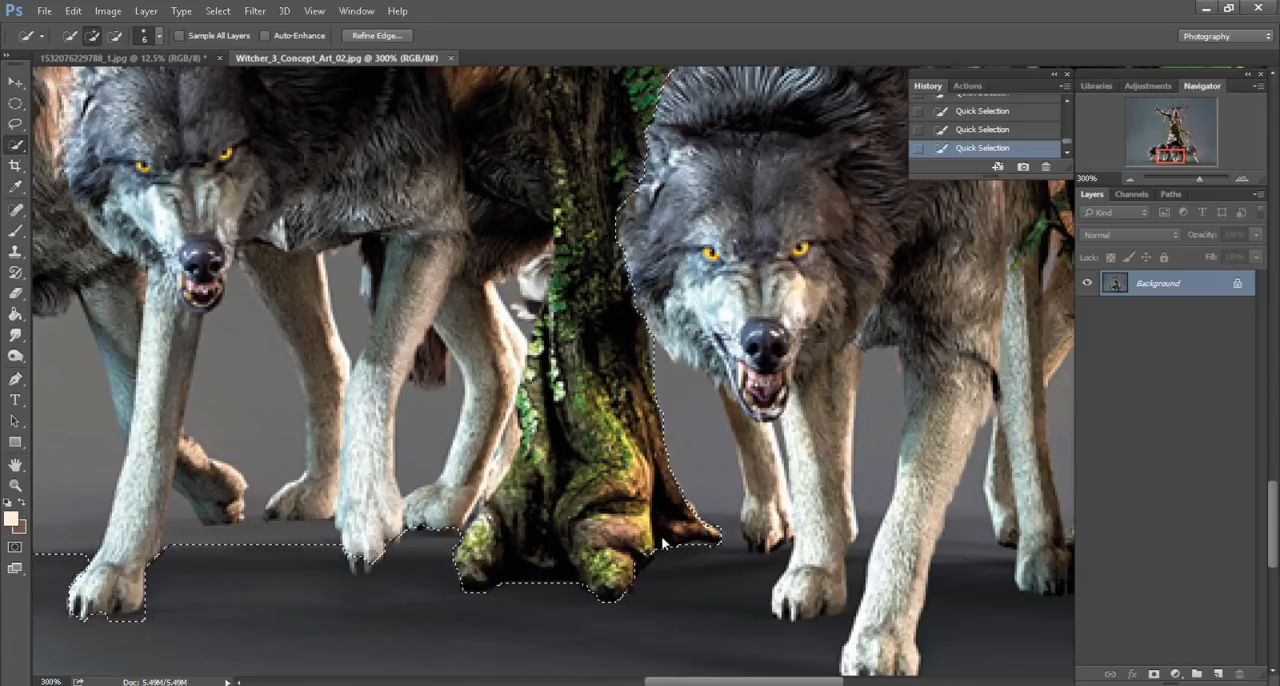 Ps File Edit Image Layer Type Select Filter 3D View Window Help
6 Sample All Layers Auto-Enhance Refine Edge... Photography
1532076229788_1.jpg @ 12.5% (RGB/8) * × Witcher_3_Concept_Art_02.jpg @ 300% (RGB/8#) ×
History Actions
Quick Selection
Quick Selection
Quick Selection
Libraries Adjustments Navigator
300%
Layers Channels Paths
Kind
Normal Opacity: 100%
Lock: Fill: 100%
Background
300% Doc: 5.49M/5.49M